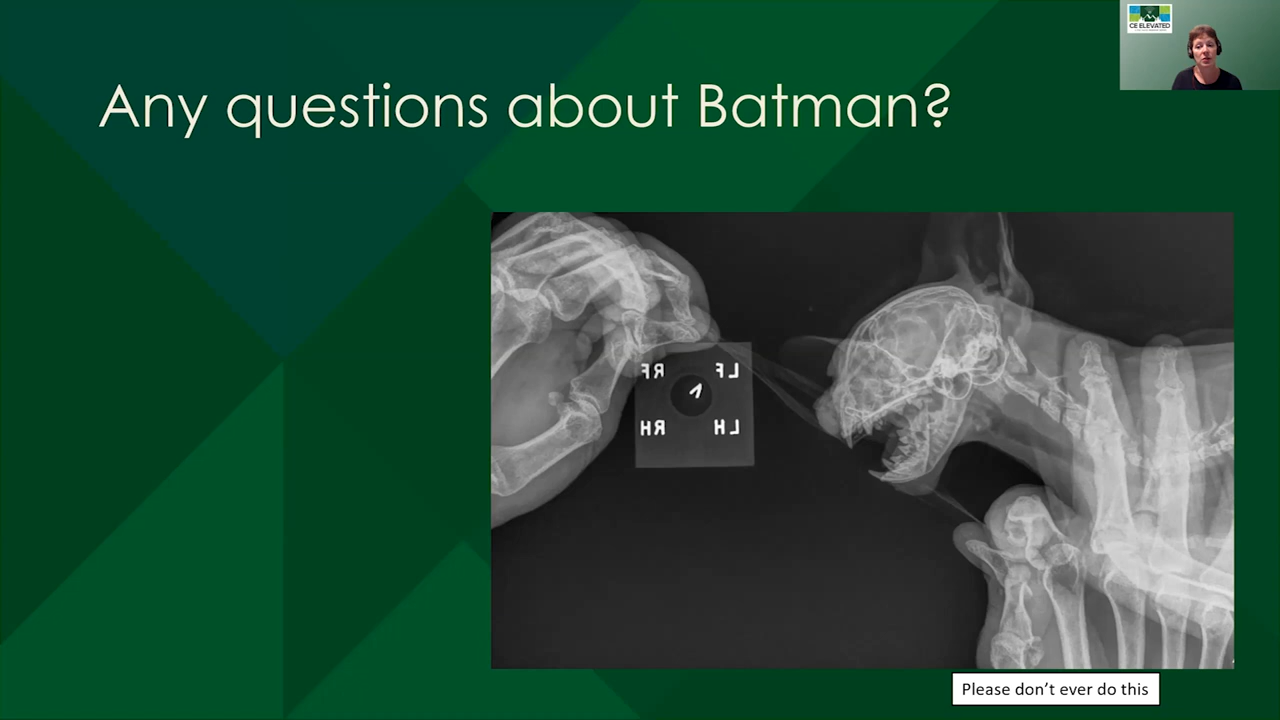 CE ELEVATED
Any questions about Batman?
RF LF
RH LH
Please don't ever do this